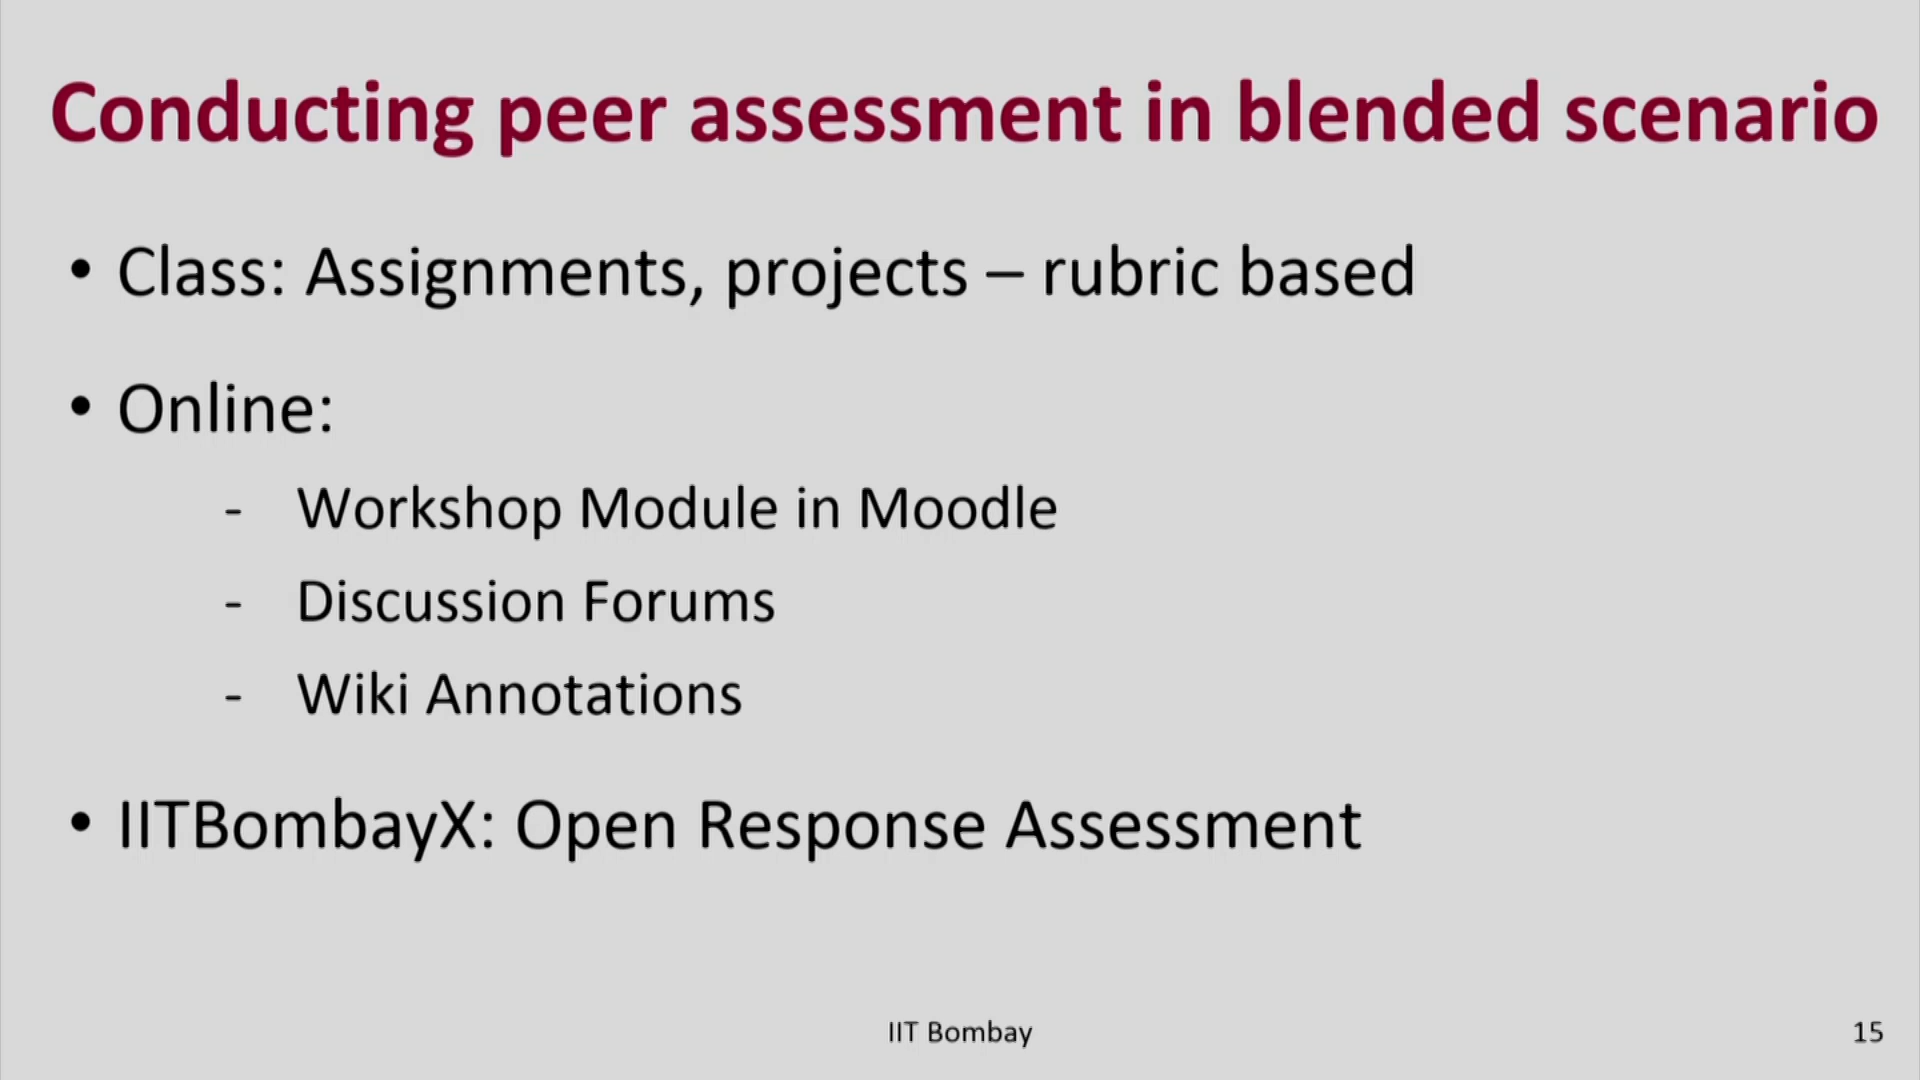 Conducting peer assessment in blended scenario
• Class: Assignments, projects – rubric based
• Online:
- Workshop Module in Moodle
- Discussion Forums
- Wiki Annotations
• IITBombayX: Open Response Assessment
IIT Bombay
15